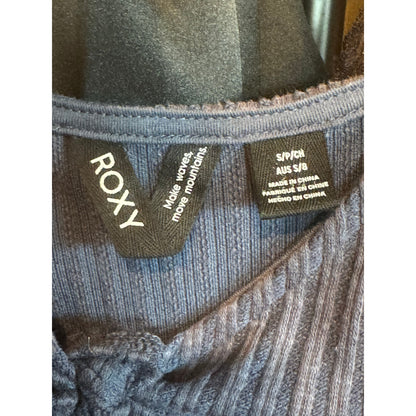 ROXY
Make waves,
move mountains.
S/P/CH
AUS S/8
MADE IN CHINA
FABRIQUÉ EN CHINE
HECHO EN CHINA